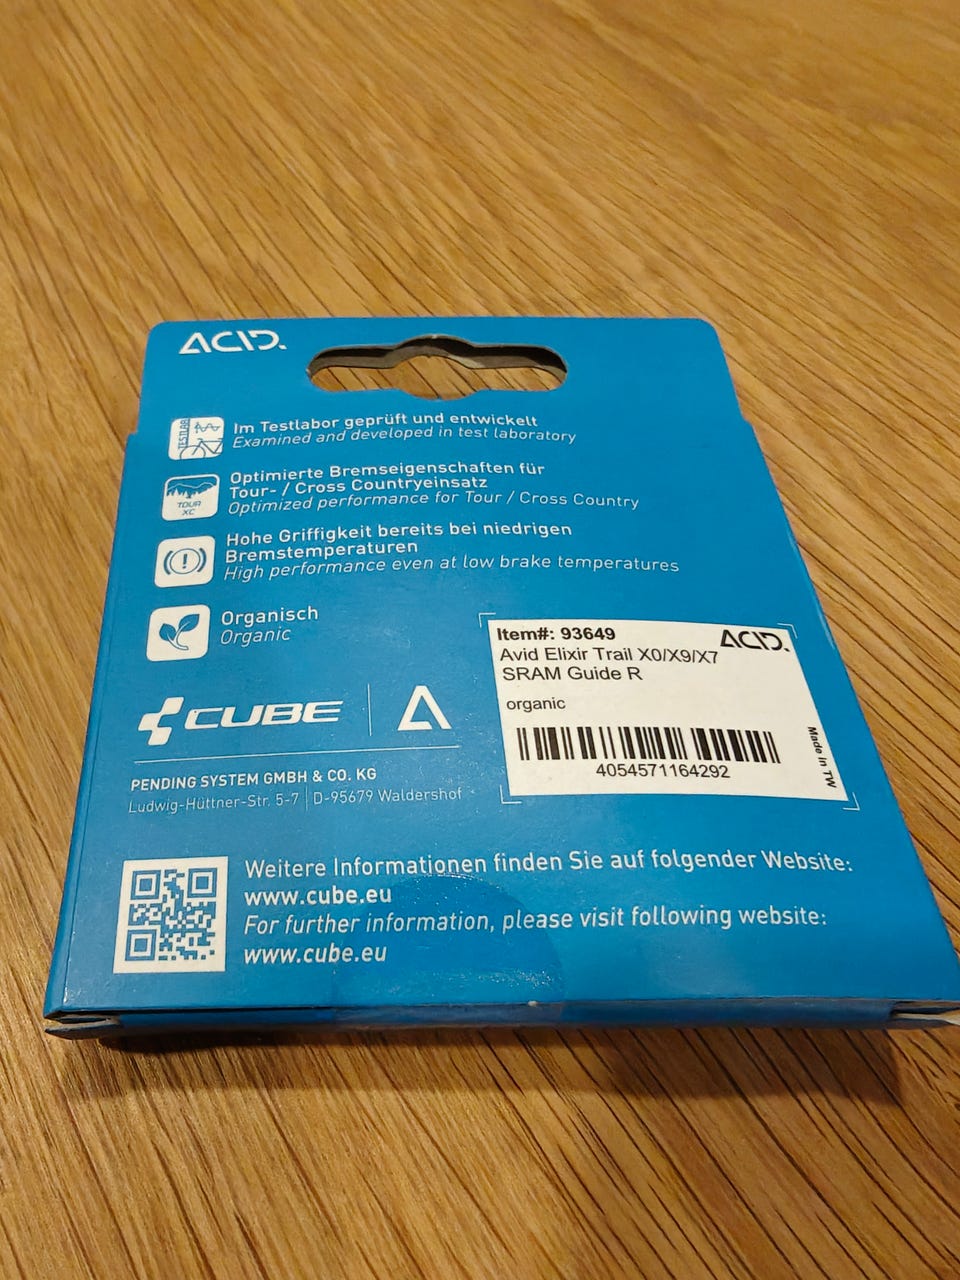 ACID.
TESTLAB
Im Testlabor geprüft und entwickelt
Examined and developed in test laboratory
TOUR
XC
Optimierte Bremseigenschaften für
Tour- / Cross Countryeinsatz
Optimized performance for Tour / Cross Country
Hohe Griffigkeit bereits bei niedrigen
Bremstemperaturen
High performance even at low brake temperatures
Organisch
Organic
Item#: 93649
ACID.
Avid Elixir Trail X0/X9/X7
SRAM Guide R
organic
4054571164292
Made in TW
CUBE
PENDING SYSTEM GMBH & CO. KG
Ludwig-Hüttner-Str. 5-7 | D-95679 Waldershof
Weitere Informationen finden Sie auf folgender Website:
www.cube.eu
For further information, please visit following website:
www.cube.eu